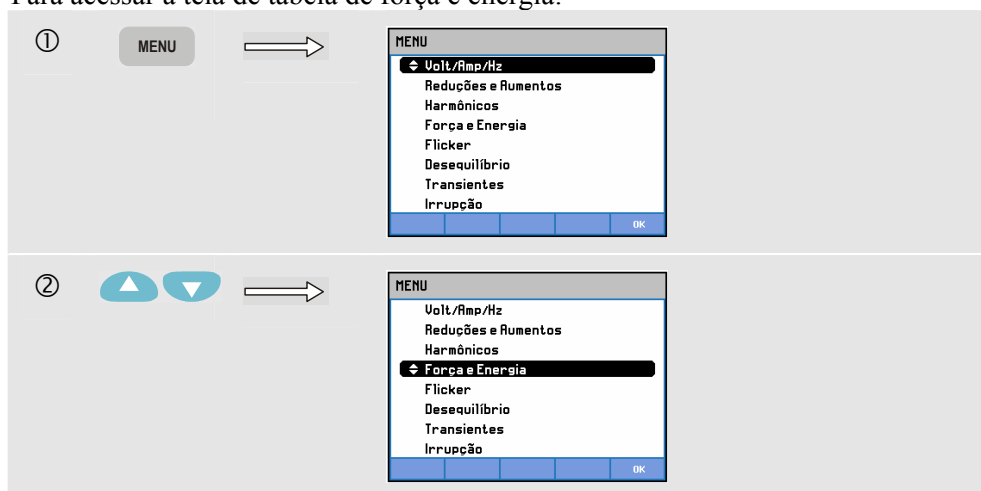 Para acessar a tela de tabela de força e energia:
①
MENU
MENU
Volt/Amp/Hz
Reduções e Aumentos
Harmônicos
Força e Energia
Flicker
Desequilíbrio
Transientes
Irrupção
OK
②
MENU
Volt/Amp/Hz
Reduções e Aumentos
Harmônicos
Força e Energia
Flicker
Desequilíbrio
Transientes
Irrupção
OK